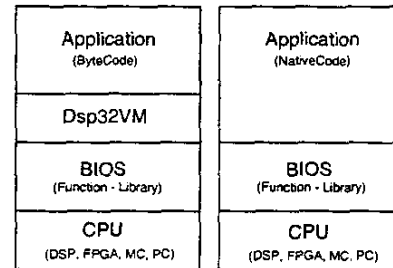 Application
(ByteCode)
Dsp32VM
BIOS
(Function - Library)
CPU
(DSP, FPGA, MC, PC)
Application
(NativeCode)
BIOS
(Function - Library)
CPU
(DSP, FPGA, MC, PC)